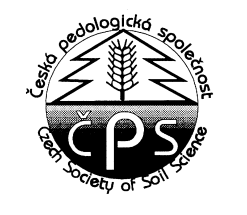 Česká pedologická společnost
ČPS
Czech Society of Soil Science